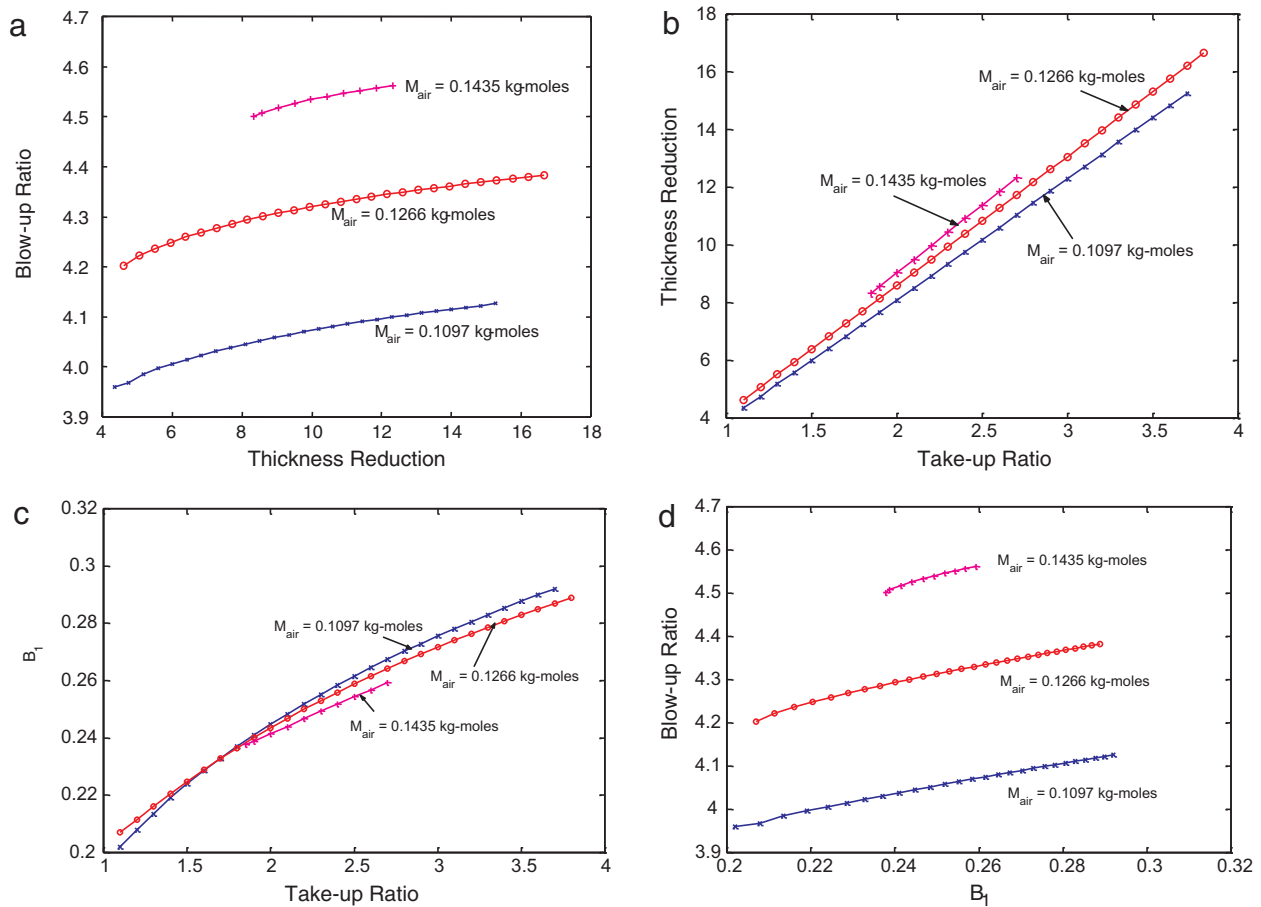 a
4.7
4.6
4.5
4.4
4.3
4.2
4.1
4.0
3.9
Blow-up Ratio
M_air = 0.1435 kg-moles
M_air = 0.1266 kg-moles
M_air = 0.1097 kg-moles
4 6 8 10 12 14 16 18
Thickness Reduction
b
18
16
14
12
10
8
6
4
Thickness Reduction
M_air = 0.1266 kg-moles
M_air = 0.1435 kg-moles
M_air = 0.1097 kg-moles
1 1.5 2 2.5 3 3.5 4
Take-up Ratio
c
0.32
0.3
0.28
0.26
0.24
0.22
0.2
B_1
M_air = 0.1097 kg-moles
M_air = 0.1266 kg-moles
M_air = 0.1435 kg-moles
1 1.5 2 2.5 3 3.5 4
Take-up Ratio
d
4.7
4.6
4.5
4.4
4.3
4.2
4.1
4
3.9
Blow-up Ratio
M_air = 0.1435 kg-moles
M_air = 0.1266 kg-moles
M_air = 0.1097 kg-moles
0.2 0.22 0.24 0.26 0.28 0.3 0.32
B_1